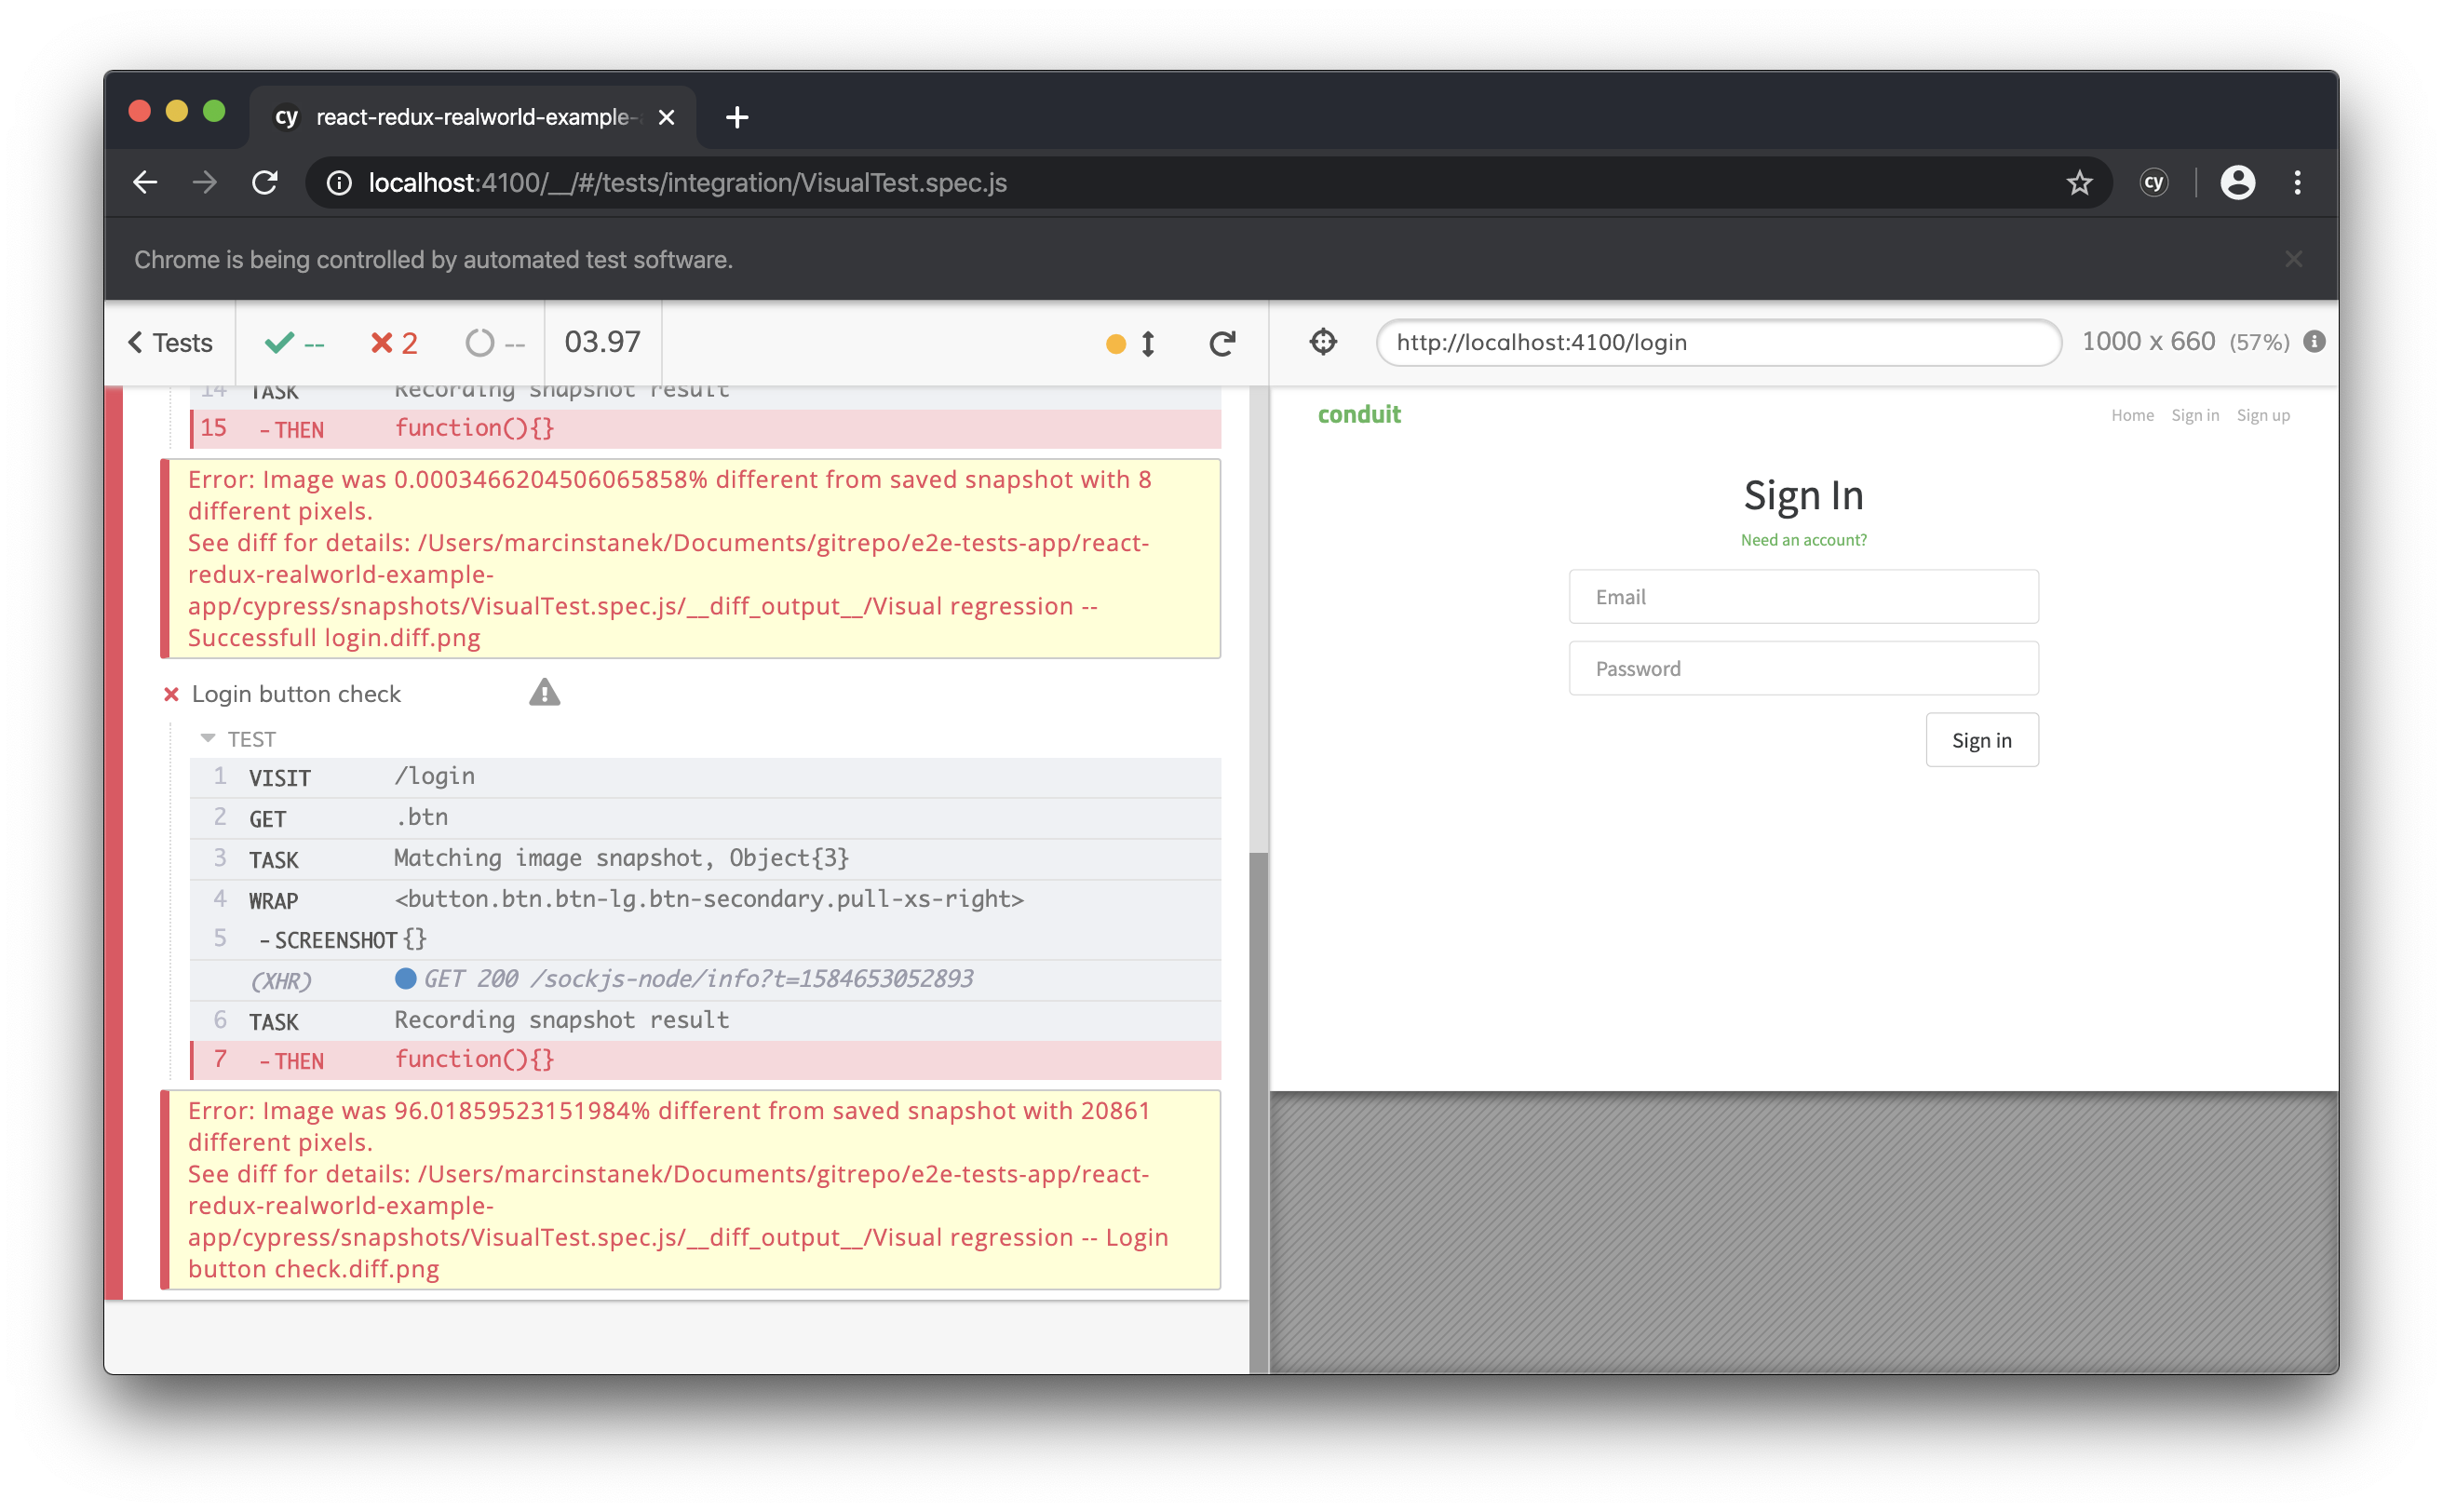 cy react-redux-realworld-example-
localhost:4100/__/#/tests/integration/VisualTest.spec.js
cy
Chrome is being controlled by automated test software.
Tests -- 2 -- 03.97
http://localhost:4100/login 1000 x 660 (57%)
14 TASK Recording snapshot result
15 -THEN function(){}
Error: Image was 0.0003466204506065858% different from saved snapshot with 8
different pixels.
See diff for details: /Users/marcinstanek/Documents/gitrepo/e2e-tests-app/react-
redux-realworld-example-
app/cypress/snapshots/VisualTest.spec.js/__diff_output__/Visual regression --
Successfull login.diff.png
Login button check
TEST
1 VISIT /login
2 GET .btn
3 TASK Matching image snapshot, Object{3}
4 WRAP <button.btn.btn-lg.btn-secondary.pull-xs-right>
5 -SCREENSHOT {}
(XHR) GET 200 /sockjs-node/info?t=1584653052893
6 TASK Recording snapshot result
7 -THEN function(){}
Error: Image was 96.01859523151984% different from saved snapshot with 20861
different pixels.
See diff for details: /Users/marcinstanek/Documents/gitrepo/e2e-tests-app/react-
redux-realworld-example-
app/cypress/snapshots/VisualTest.spec.js/__diff_output__/Visual regression -- Login
button check.diff.png
conduit
Home Sign in Sign up
Sign In
Need an account?
Email
Password
Sign in